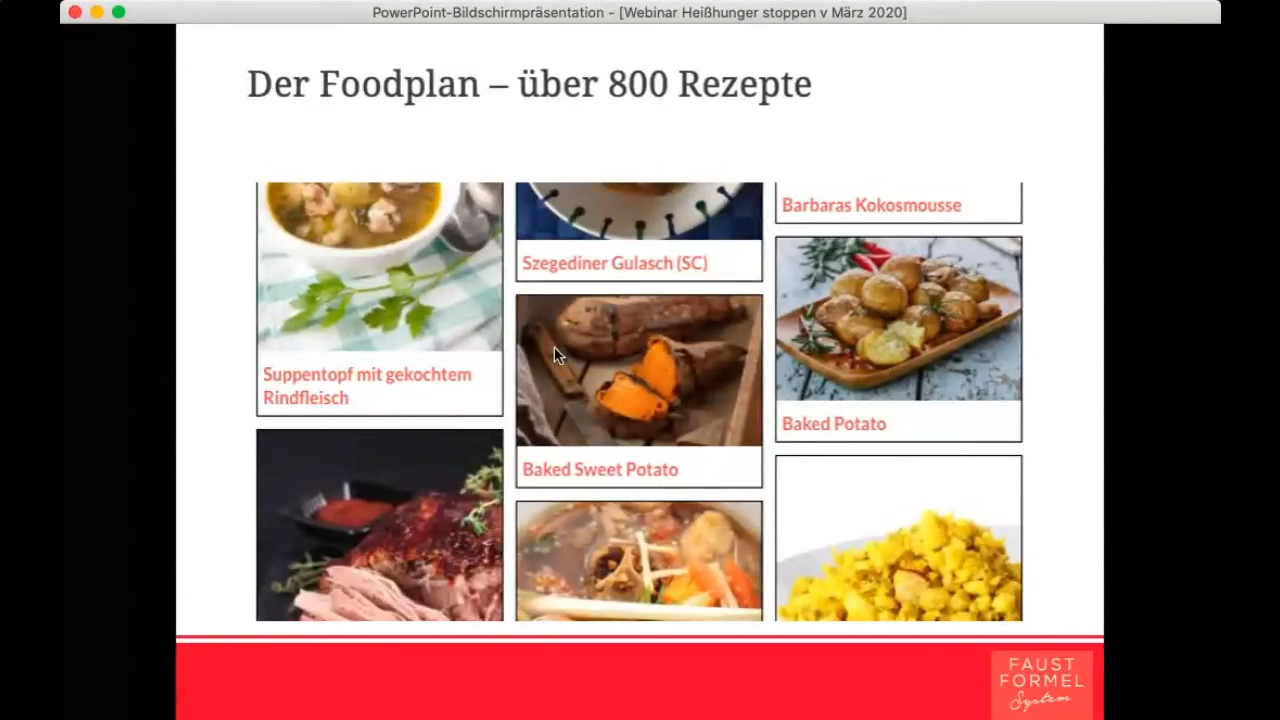 PowerPoint-Bildschirmpräsentation - [Webinar Heißhunger stoppen v März 2020]
Der Foodplan – über 800 Rezepte
Suppentopf mit gekochtem
Rindfleisch
Szegediner Gulasch (SC)
Baked Sweet Potato
Barbaras Kokosmousse
Baked Potato
FAUST
FORMEL
System